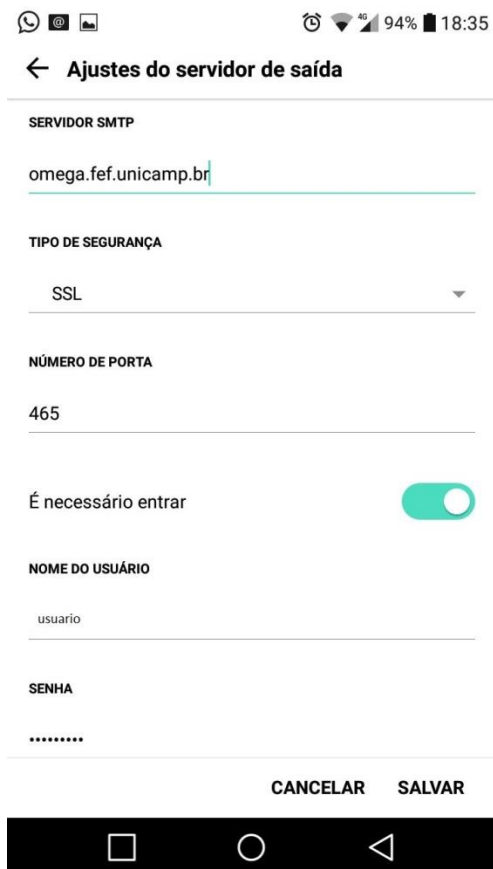 4G 94% 18:35
Ajustes do servidor de saída
SERVIDOR SMTP
omega.fef.unicamp.br
TIPO DE SEGURANÇA
SSL
NÚMERO DE PORTA
465
É necessário entrar
NOME DO USUÁRIO
usuario
SENHA
•••••••••
CANCELAR SALVAR